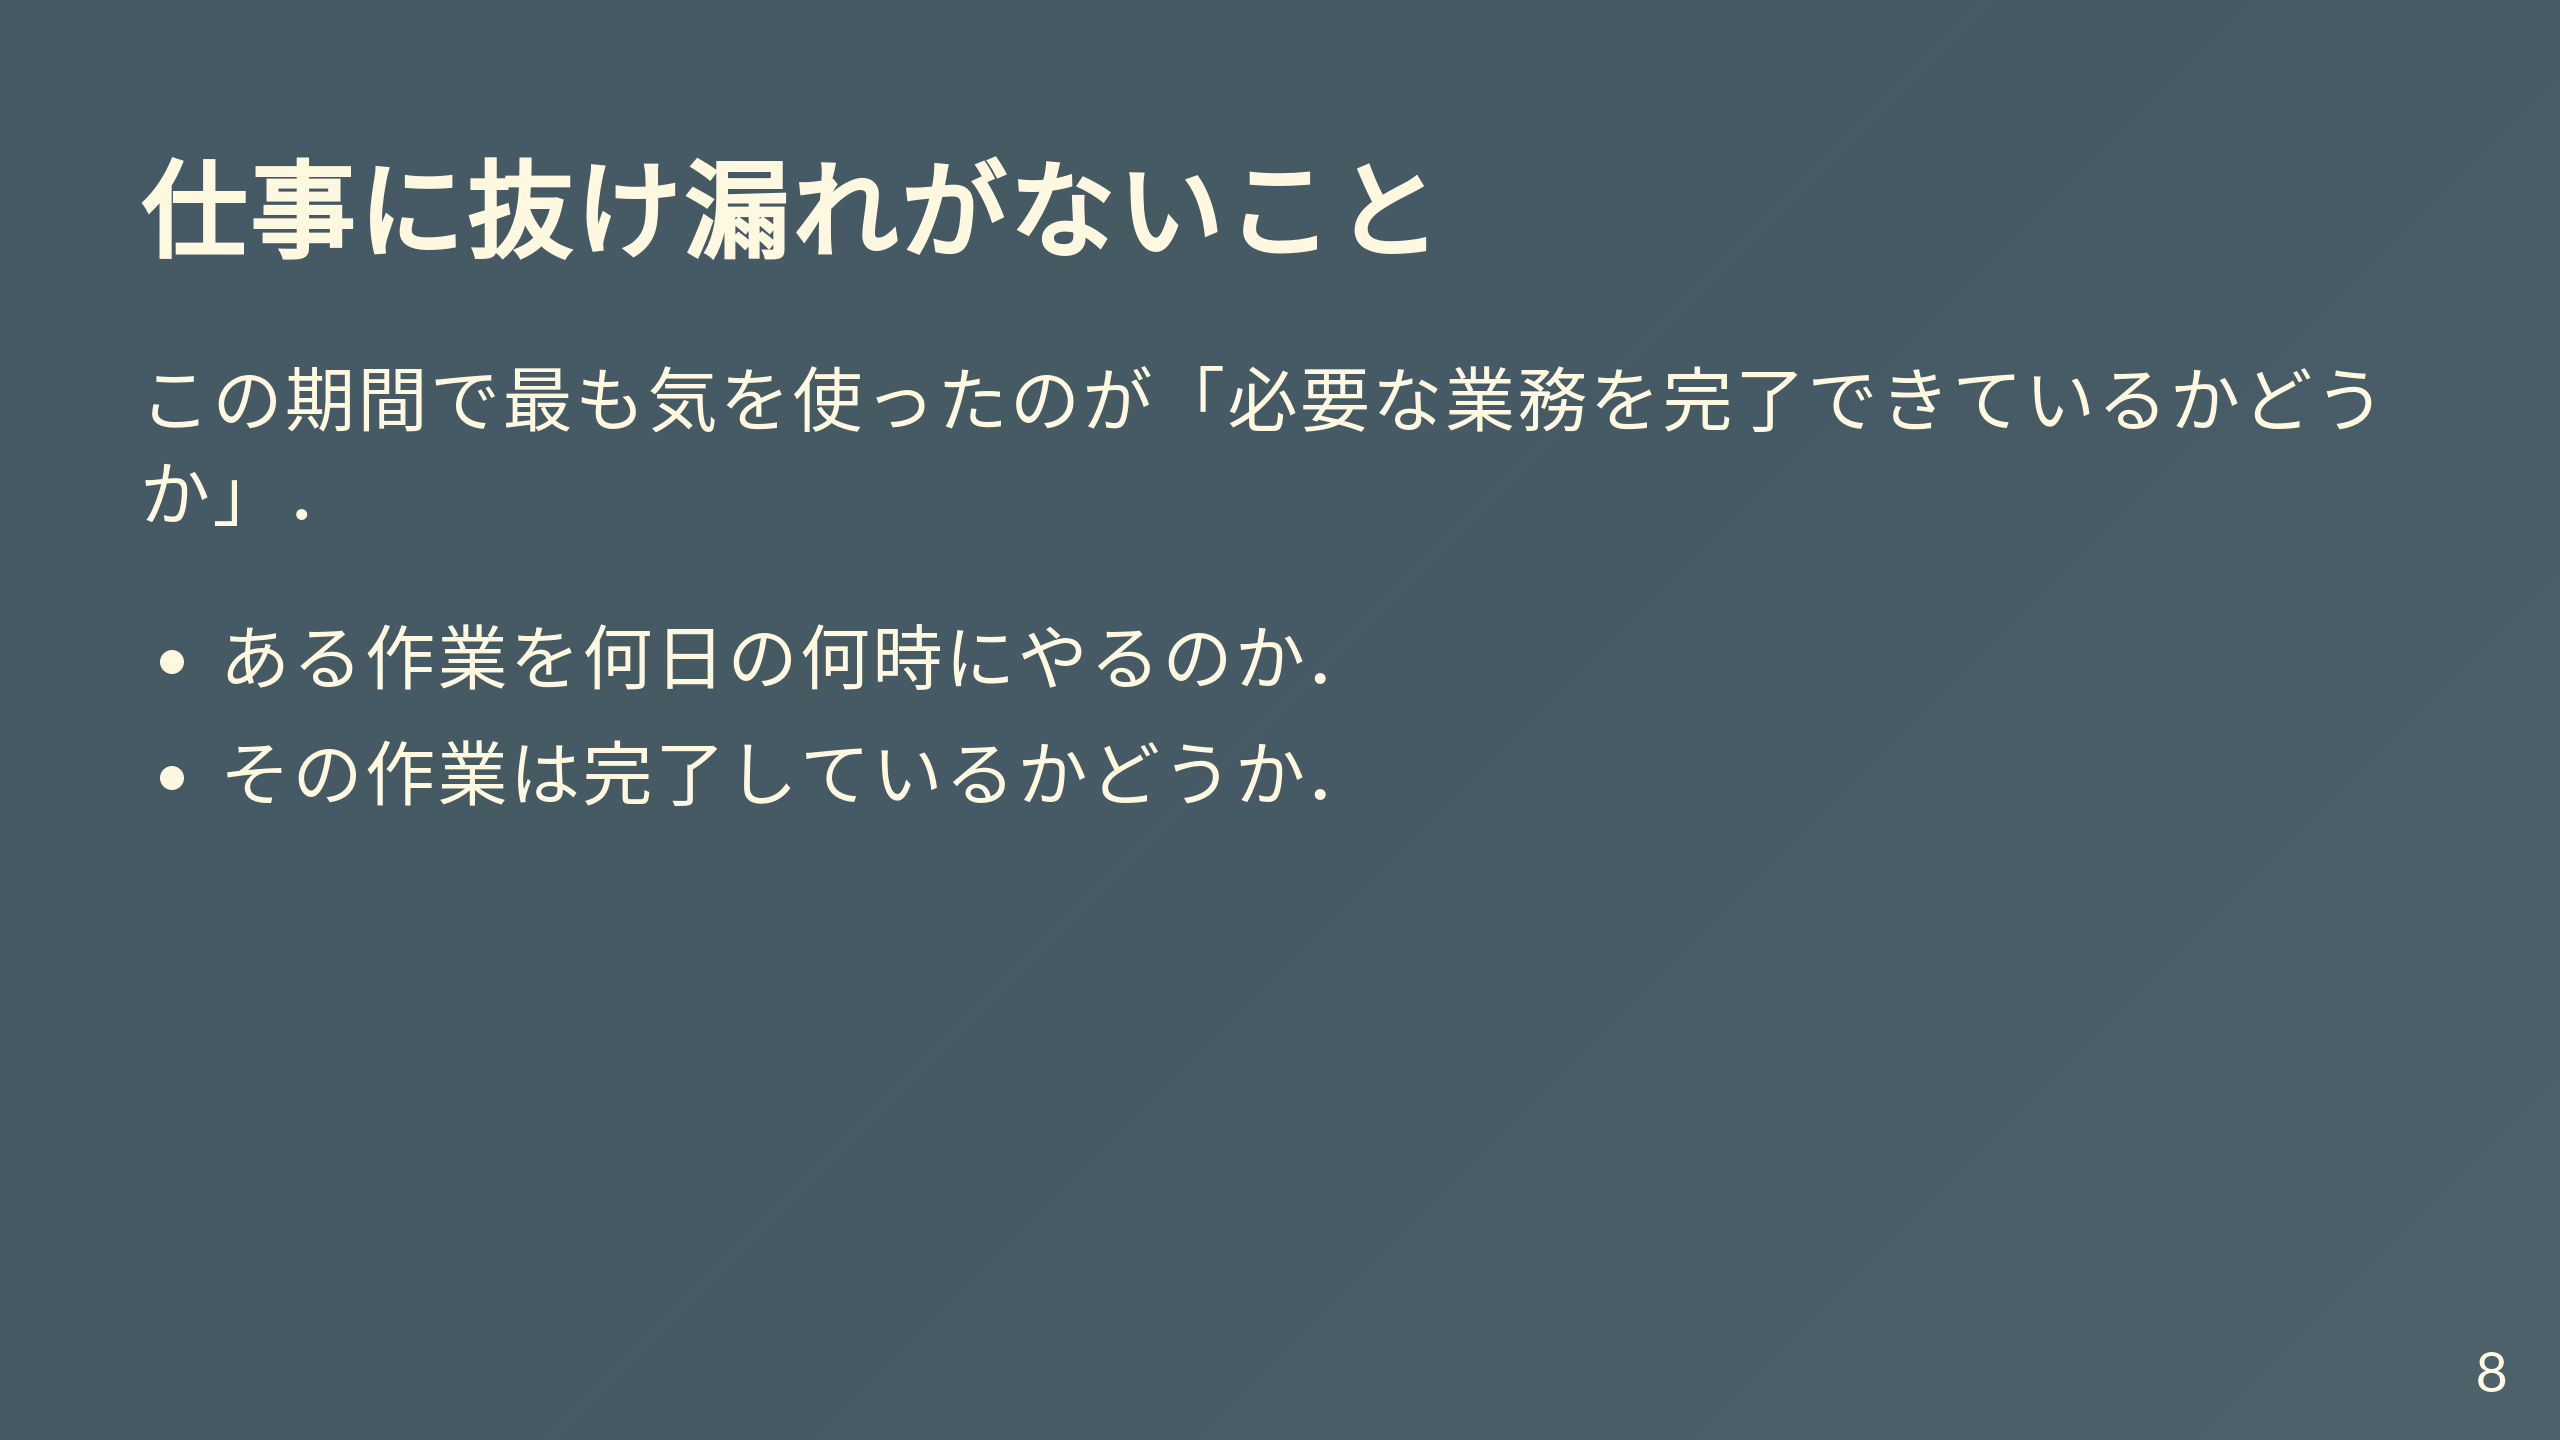 仕事に抜け漏れがないこと
この期間で最も気を使ったのが「必要な業務を完了できているかどう
か」．
• ある作業を何日の何時にやるのか．
• その作業は完了しているかどうか．
8